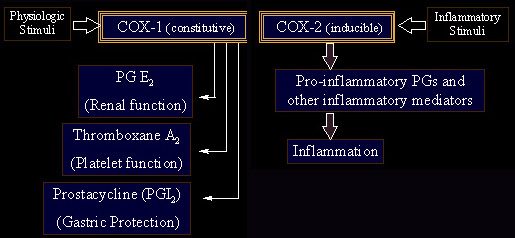 Physiologic
Stimuli
COX-1 (constitutive)
COX-2 (inducible)
Inflammatory
Stimuli
PG E2
(Renal function)
Thromboxane A2
(Platelet function)
Prostacycline (PGI2)
(Gastric Protection)
Pro-inflammatory PGs and
other inflammatory mediators
Inflammation